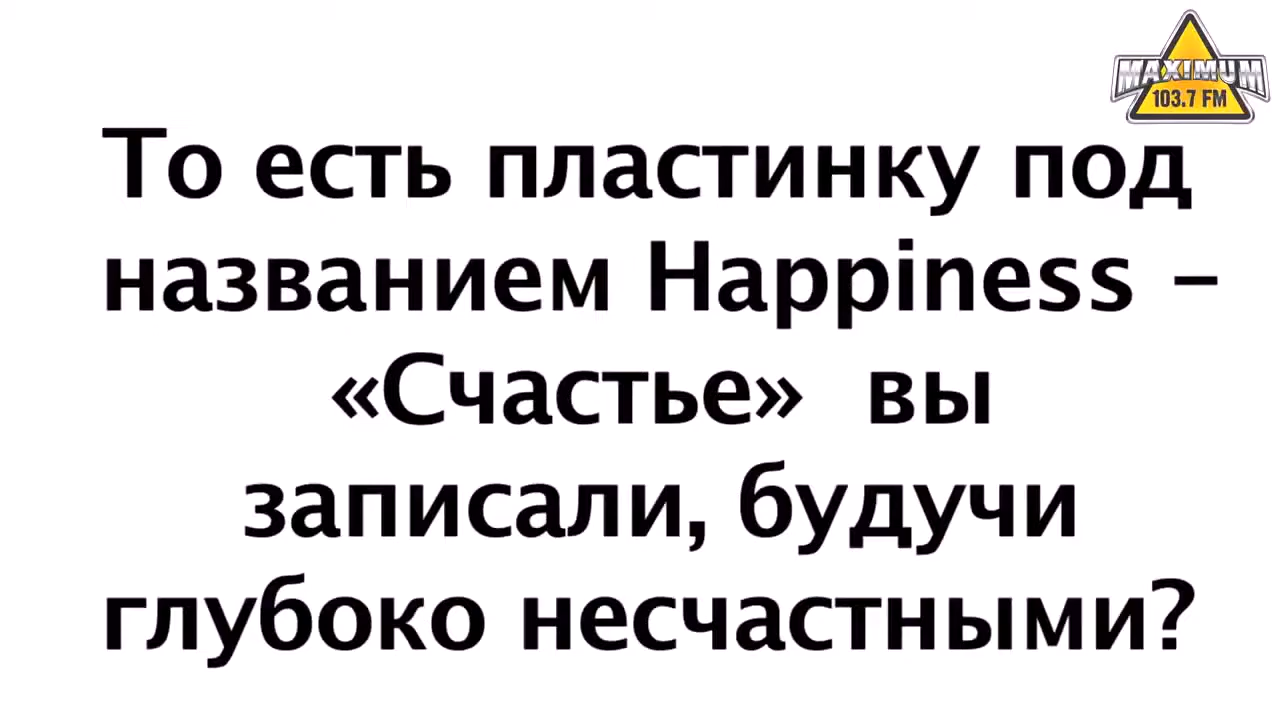 MAXIMUM
103.7 FM
То есть пластинку под
названием Happiness –
«Счастье» вы
записали, будучи
глубоко несчастными?